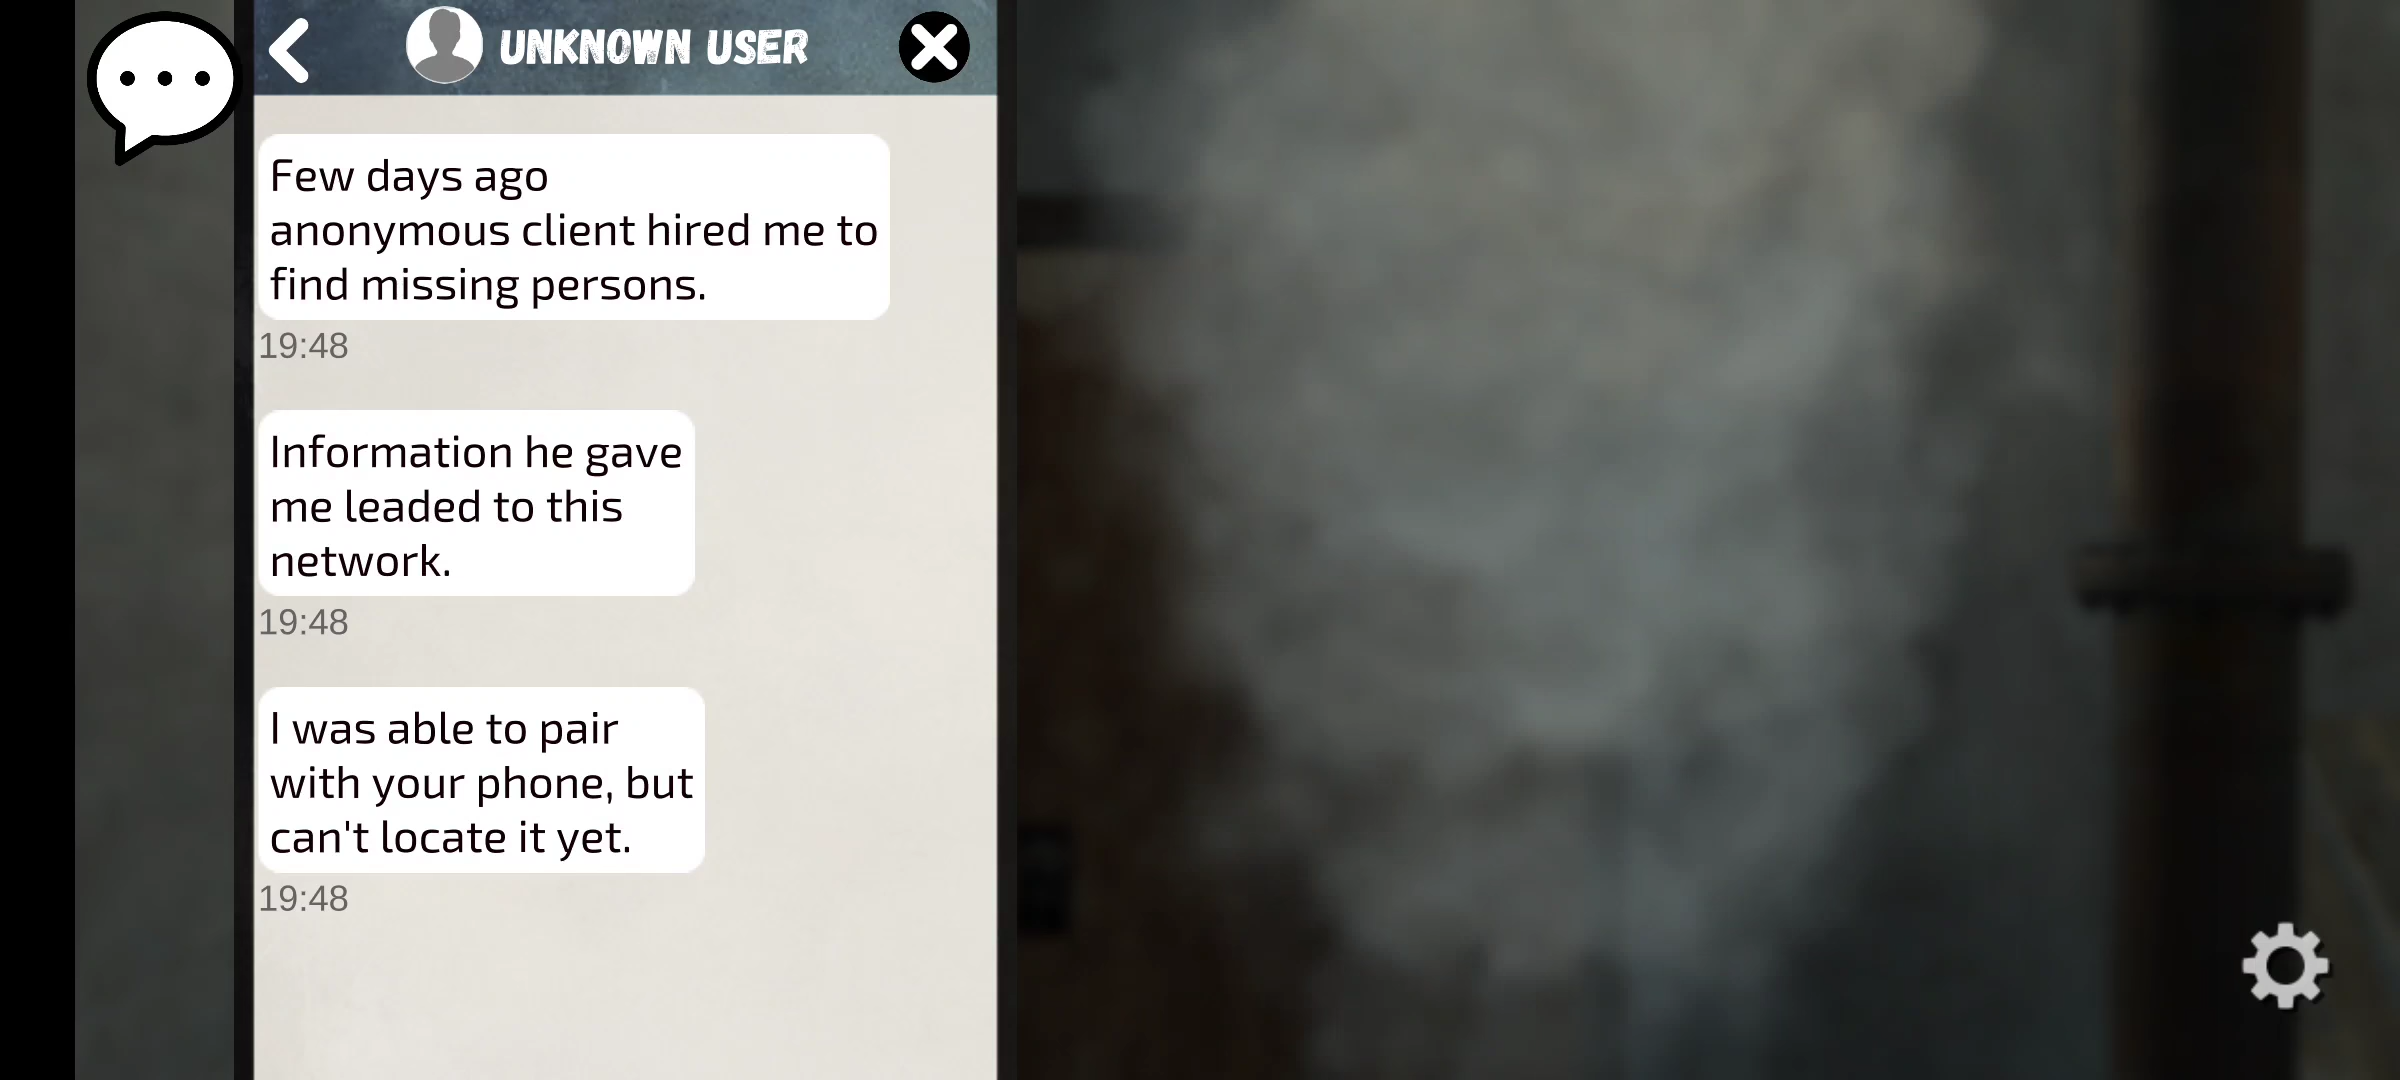 UNKNOWN USER
Few days ago
anonymous client hired me to
find missing persons.
19:48
Information he gave
me leaded to this
network.
19:48
I was able to pair
with your phone, but
can't locate it yet.
19:48